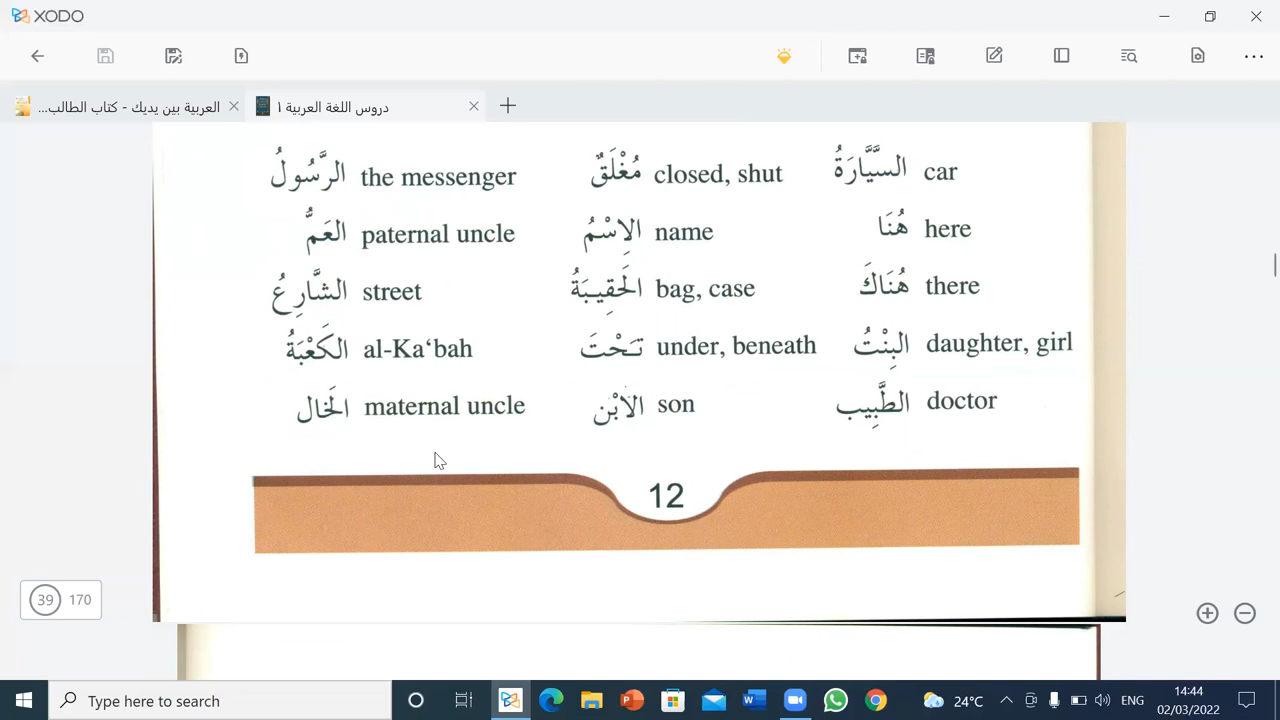 XODO
العربية بين يديك - كتاب الطالب...
دروس اللغة العربية ١
الرَّسُولُ the messenger مُغْلَقٌ closed, shut السَّيَّارَةُ car
العَمُّ paternal uncle الِاسْمُ name هُنَا here
الشَّارِعُ street الحَقِيبَةُ bag, case هُنَاكَ there
الكَعْبَةُ al-Ka‘bah تَحْتَ under, beneath البِنْتُ daughter, girl
الخَال maternal uncle الابْن son الطَّبِيب doctor
12
39 170
Type here to search
24°C
ENG
14:44
02/03/2022